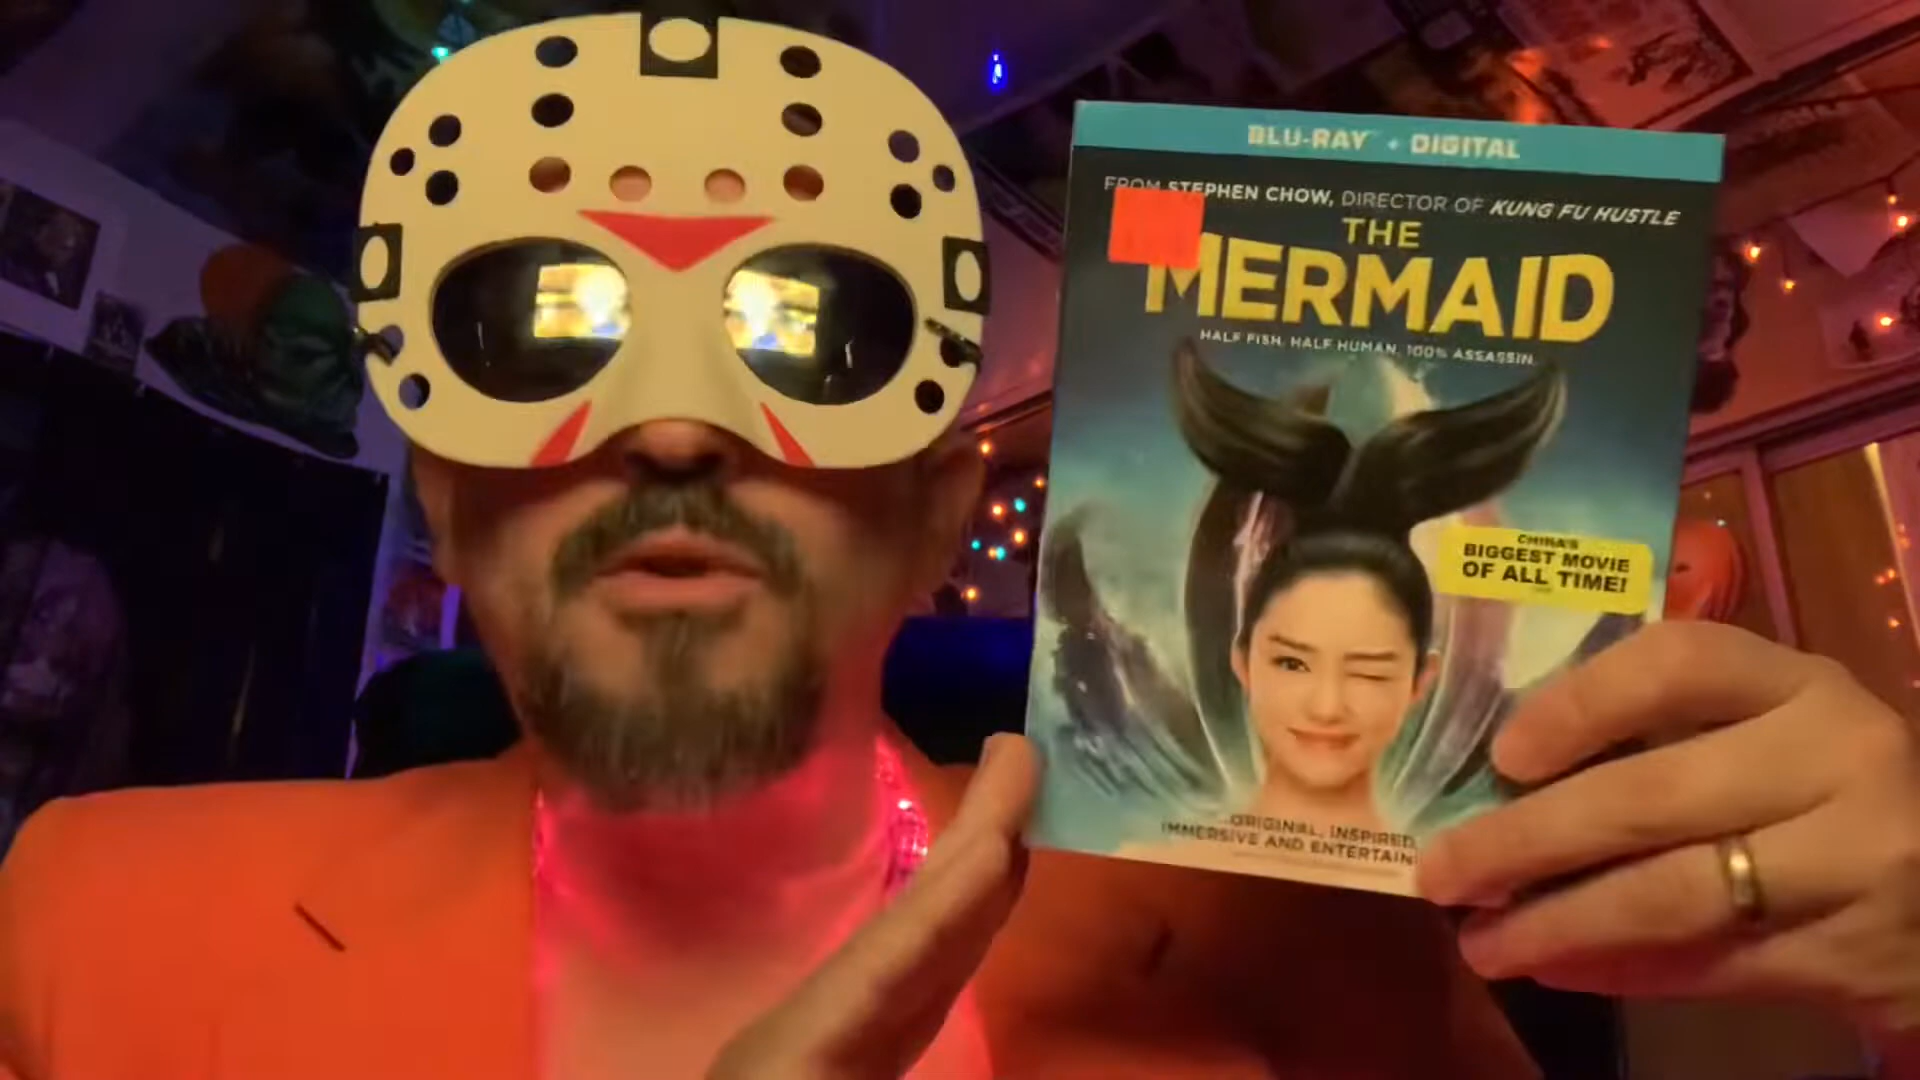 BLU-RAY + DIGITAL
FROM STEPHEN CHOW, DIRECTOR OF KUNG FU HUSTLE
THE
MERMAID
HALF FISH. HALF HUMAN. 100% ASSASSIN.
CHINA'S
BIGGEST MOVIE
OF ALL TIME!
...ORIGINAL, INSPIRED,
IMMERSIVE AND ENTERTAIN